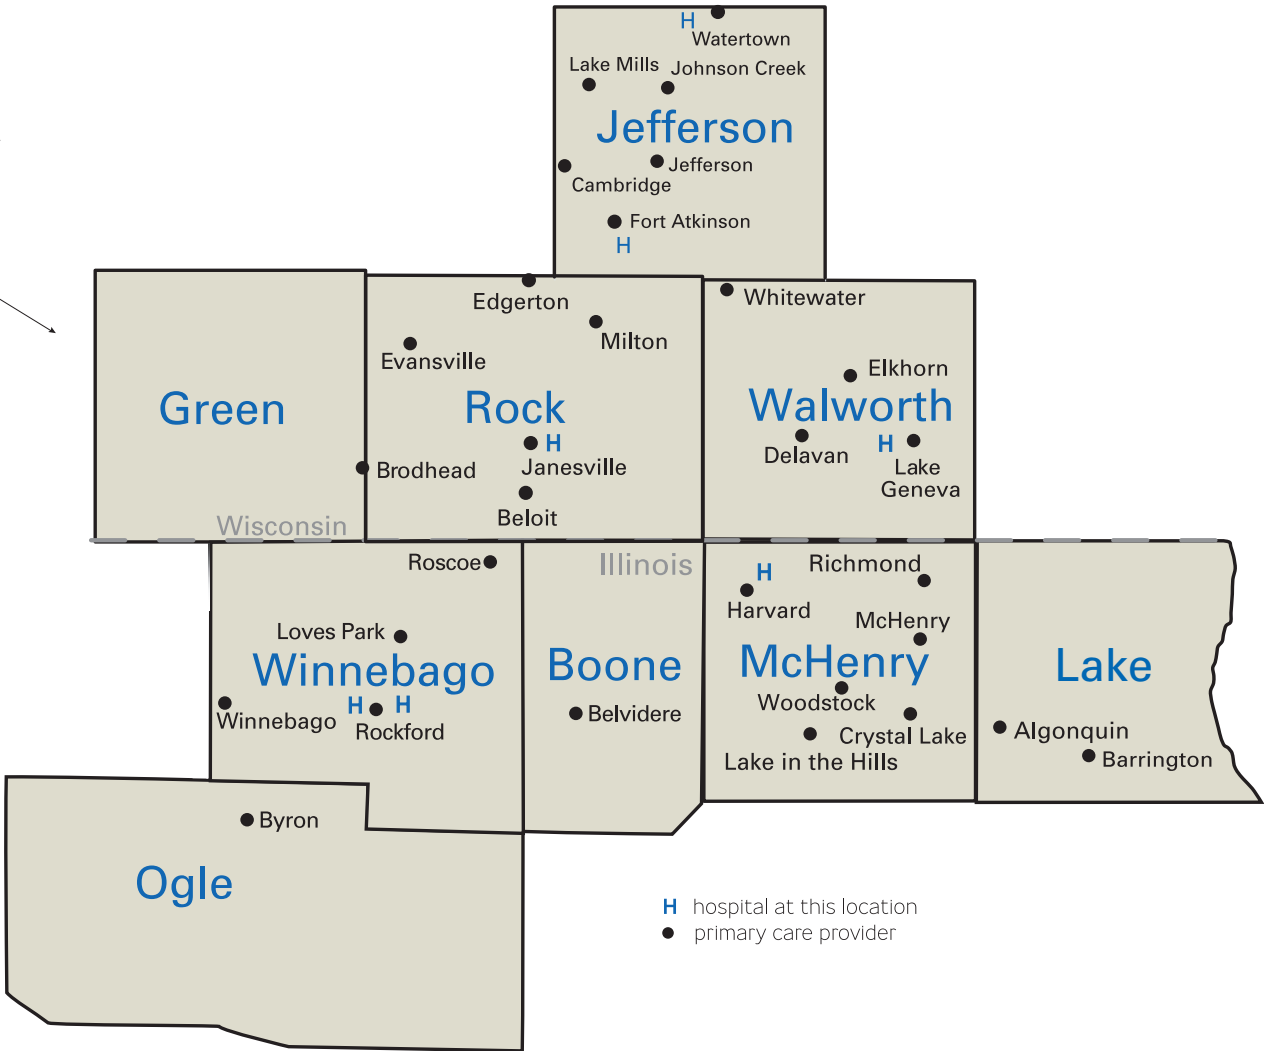 H
Watertown
Lake Mills
Johnson Creek
Jefferson
Jefferson
Cambridge
Fort Atkinson
H
Edgerton
Whitewater
Milton
Evansville
Elkhorn
Green
Rock
Walworth
H
H
Delavan
Janesville
Lake
Geneva
Brodhead
Beloit
Wisconsin
Illinois
Roscoe
H
Richmond
Harvard
McHenry
Loves Park
Winnebago
Boone
McHenry
Lake
Woodstock
H
H
Winnebago
Rockford
Belvidere
Crystal Lake
Algonquin
Lake in the Hills
Barrington
Byron
Ogle
H hospital at this location
primary care provider